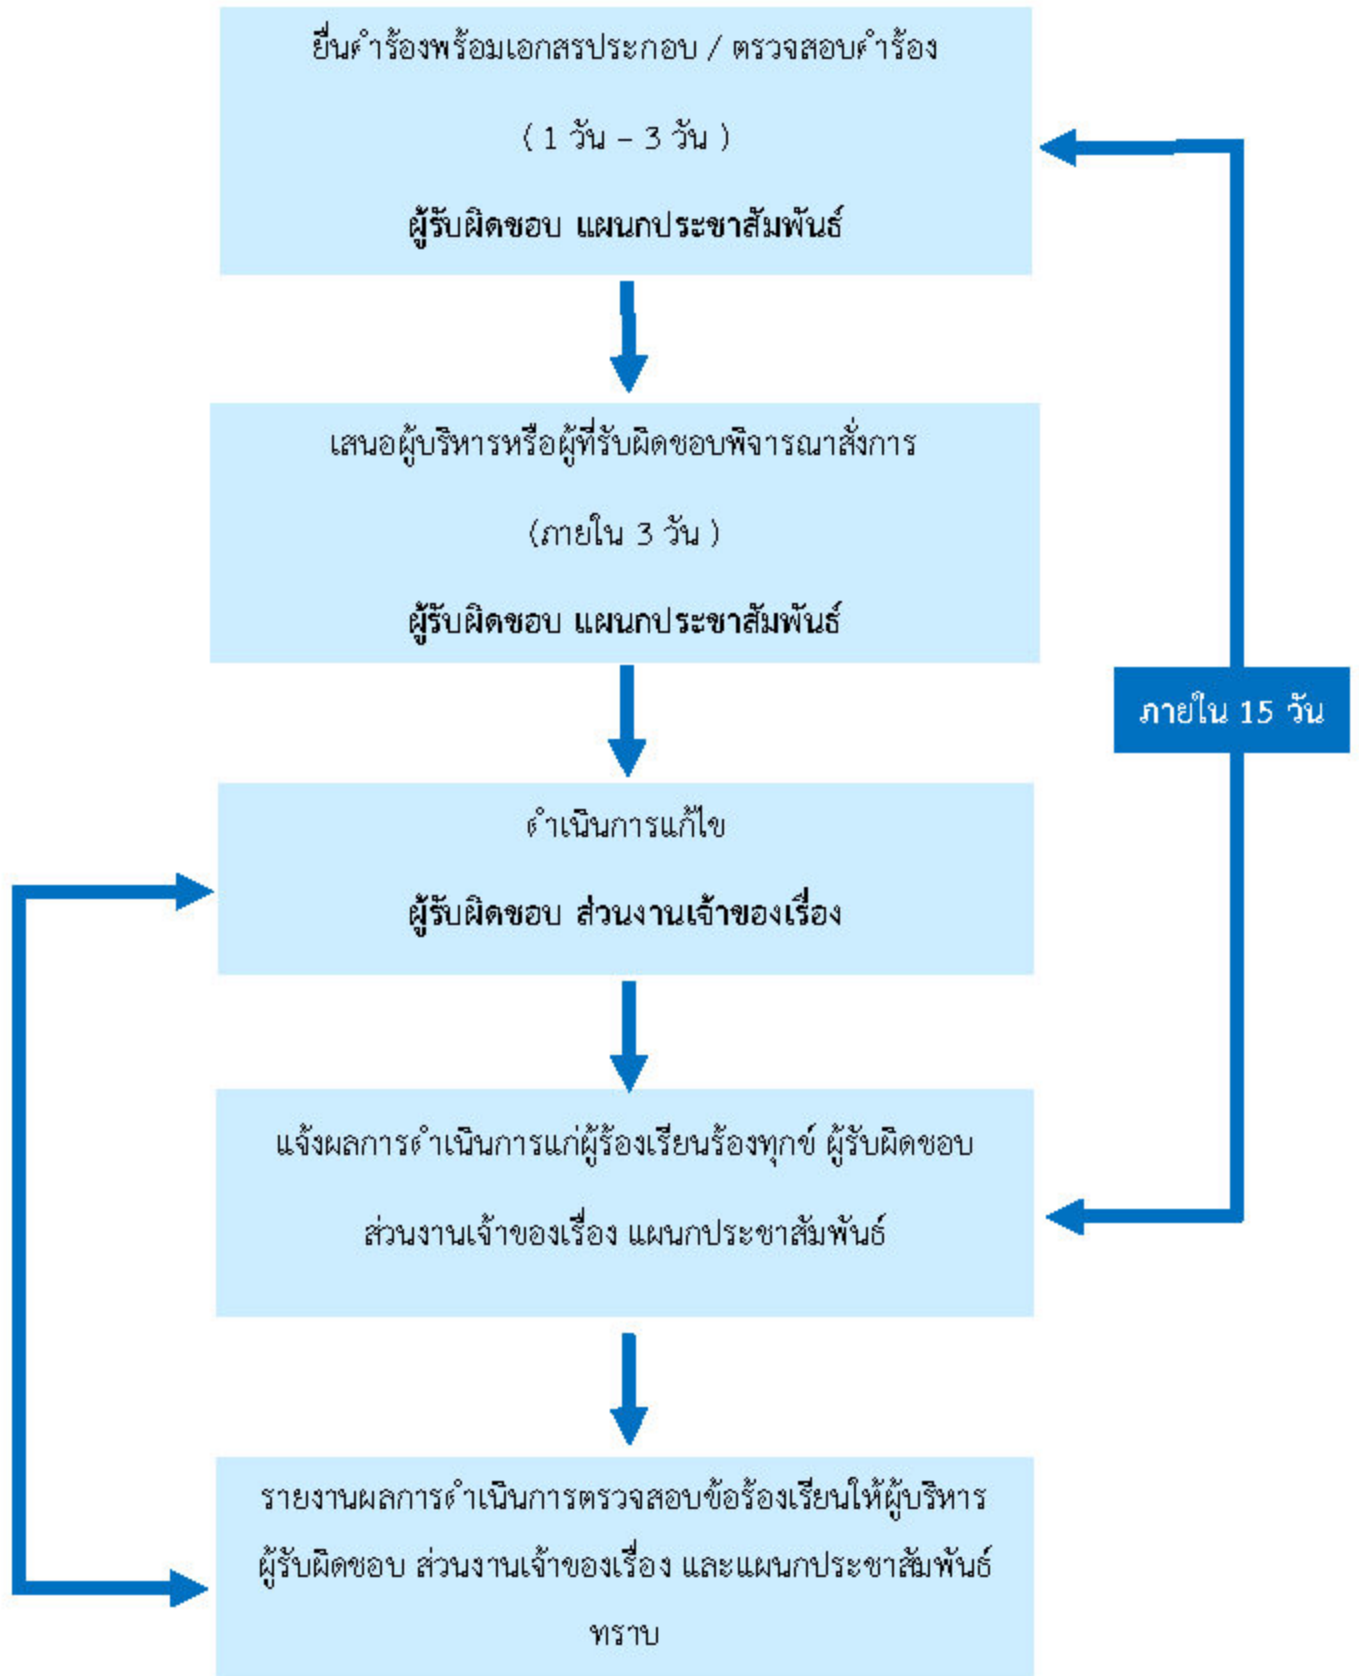 ยื่นคำร้องพร้อมเอกสรประกอบ / ตรวจสอบคำร้อง
( 1 วัน – 3 วัน )
ผู้รับผิดชอบ แผนกประชาสัมพันธ์
เสนอผู้บริหารหรือผู้ที่รับผิดชอบพิจารณาสั่งการ
(ภายใน 3 วัน )
ผู้รับผิดชอบ แผนกประชาสัมพันธ์
ภายใน 15 วัน
ดำเนินการแก้ไข
ผู้รับผิดชอบ ส่วนงานเจ้าของเรื่อง
แจ้งผลการดำเนินการแก่ผู้ร้องเรียนร้องทุกข์ ผู้รับผิดชอบ
ส่วนงานเจ้าของเรื่อง แผนกประชาสัมพันธ์
รายงานผลการดำเนินการตรวจสอบข้อร้องเรียนให้ผู้บริหาร
ผู้รับผิดชอบ ส่วนงานเจ้าของเรื่อง และแผนกประชาสัมพันธ์
ทราบ